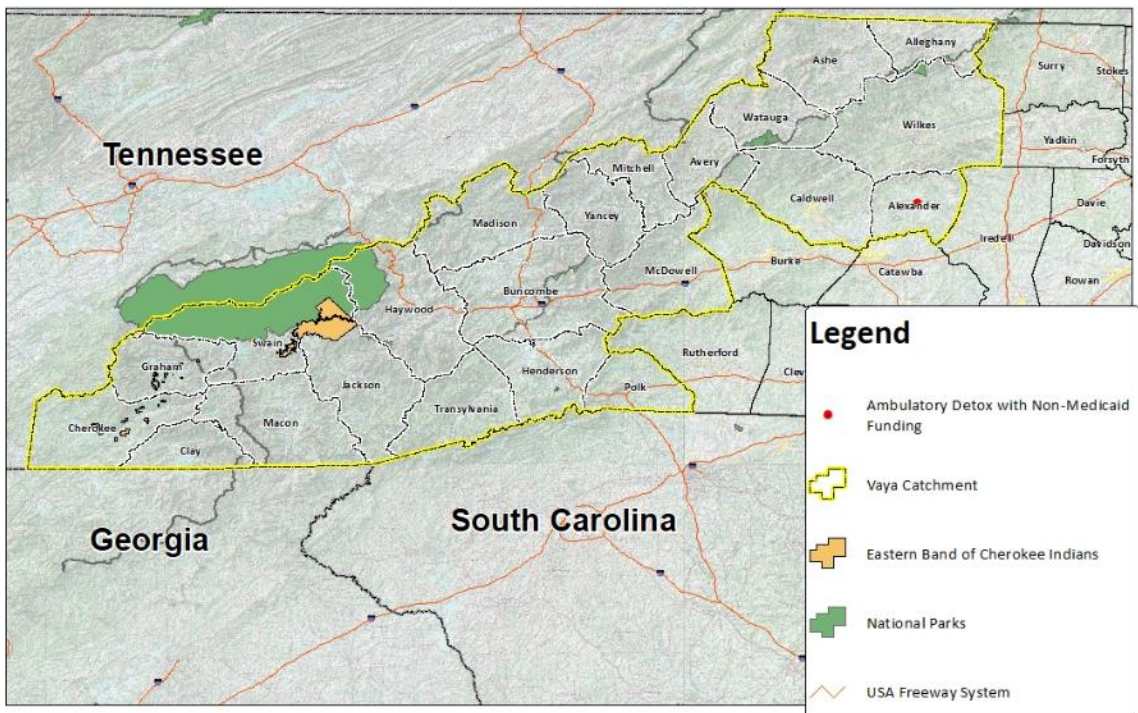 Alleghany
Ashe
Surry
Stokes
Watauga
Wilkes
Yadkin
Forsyth
Tennessee
Mitchell
Avery
Caldwell
Alexander
Davie
Madison
Yancey
Iredell
Davidson
McDowell
Burke
Catawba
Rowan
Buncombe
Haywood
Swain
Rutherford
Graham
Henderson
Jackson
Polk
Transylvania
Macon
Cherokee
Clay
Clev
Georgia
South Carolina
Legend
Ambulatory Detox with Non-Medicaid
Funding
Vaya Catchment
Eastern Band of Cherokee Indians
National Parks
USA Freeway System